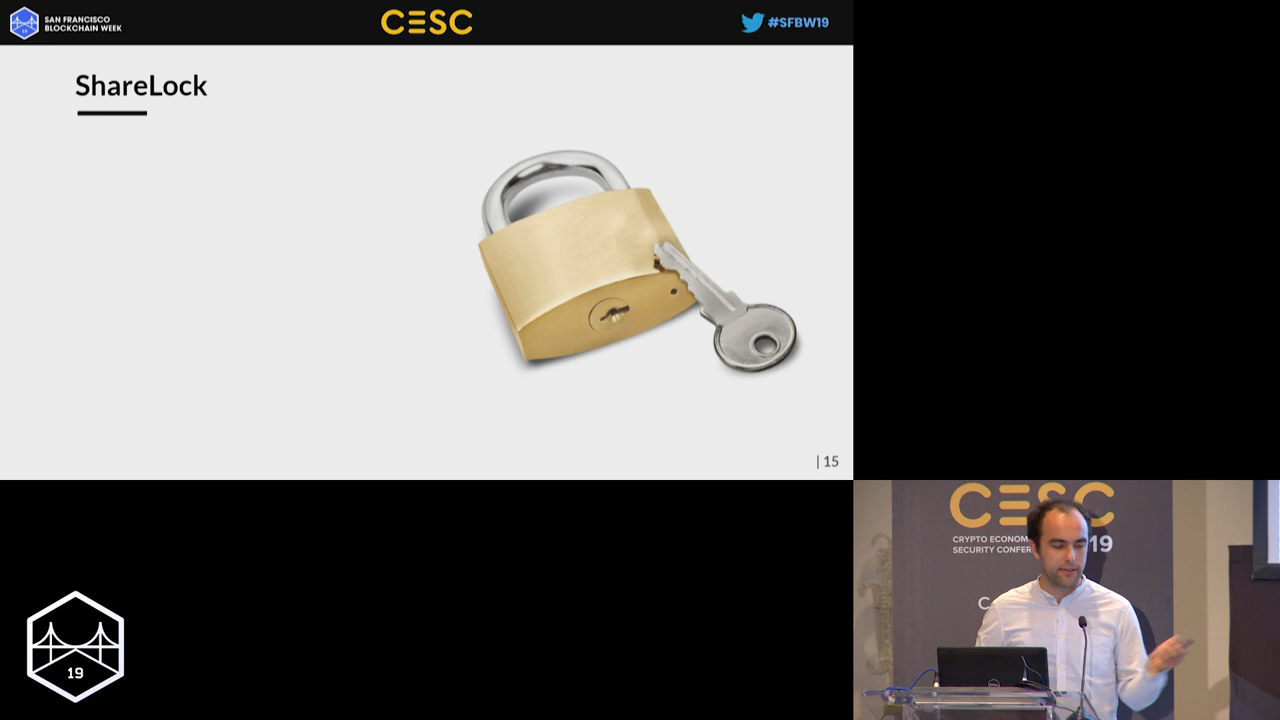 SAN FRANCISCO
BLOCKCHAIN WEEK
CESC
#SFBW19
ShareLock
| 15
CESC
CRYPTO ECONOM
SECURITY CONFER
19
C
19